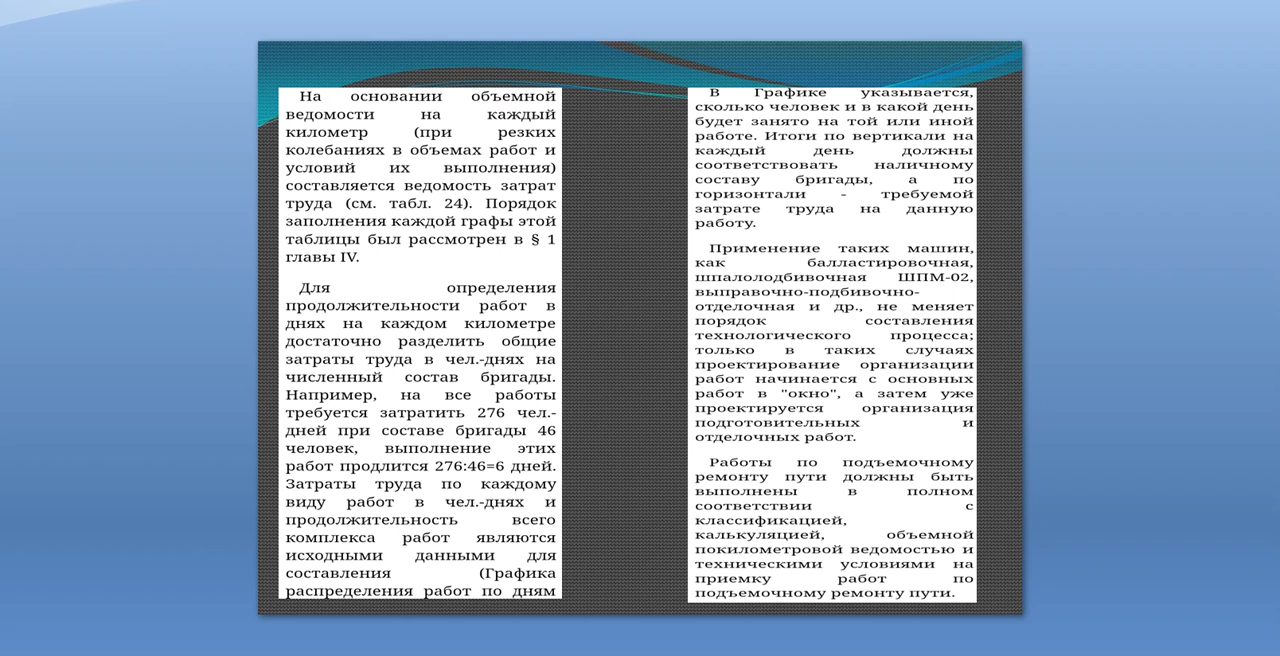 На основании объемной
ведомости на каждый
километр (при резких
колебаниях в объемах работ и
условий их выполнения)
составляется ведомость затрат
труда (см. табл. 24). Порядок
заполнения каждой графы этой
таблицы был рассмотрен в § 1
главы IV.
Для определения
продолжительности работ в
днях на каждом километре
достаточно разделить общие
затраты труда в чел.-днях на
численный состав бригады.
Например, на все работы
требуется затратить 276 чел.-
дней при составе бригады 46
человек, выполнение этих
работ продлится 276:46=6 дней.
Затраты труда по каждому
виду работ в чел.-днях и
продолжительность всего
комплекса работ являются
исходными данными для
составления (Графика
распределения работ по дням
В Графике указывается,
сколько человек и в какой день
будет занято на той или иной
работе. Итоги по вертикали на
каждый день должны
соответствовать наличному
составу бригады, а по
горизонтали - требуемой
затрате труда на данную
работу.
Применение таких машин,
как балластировочная,
шпалолодбивочная ШПМ-02,
выправочно-подбивочно-
отделочная и др., не меняет
порядок составления
технологического процесса;
только в таких случаях
проектирование организации
работ начинается с основных
работ в "окно", а затем уже
проектируется организация
подготовительных и
отделочных работ.
Работы по подъемочному
ремонту пути должны быть
выполнены в полном
соответствии с
классификацией,
калькуляцией, объемной
покилометровой ведомостью и
техническими условиями на
приемку работ по
подъемочному ремонту пути.